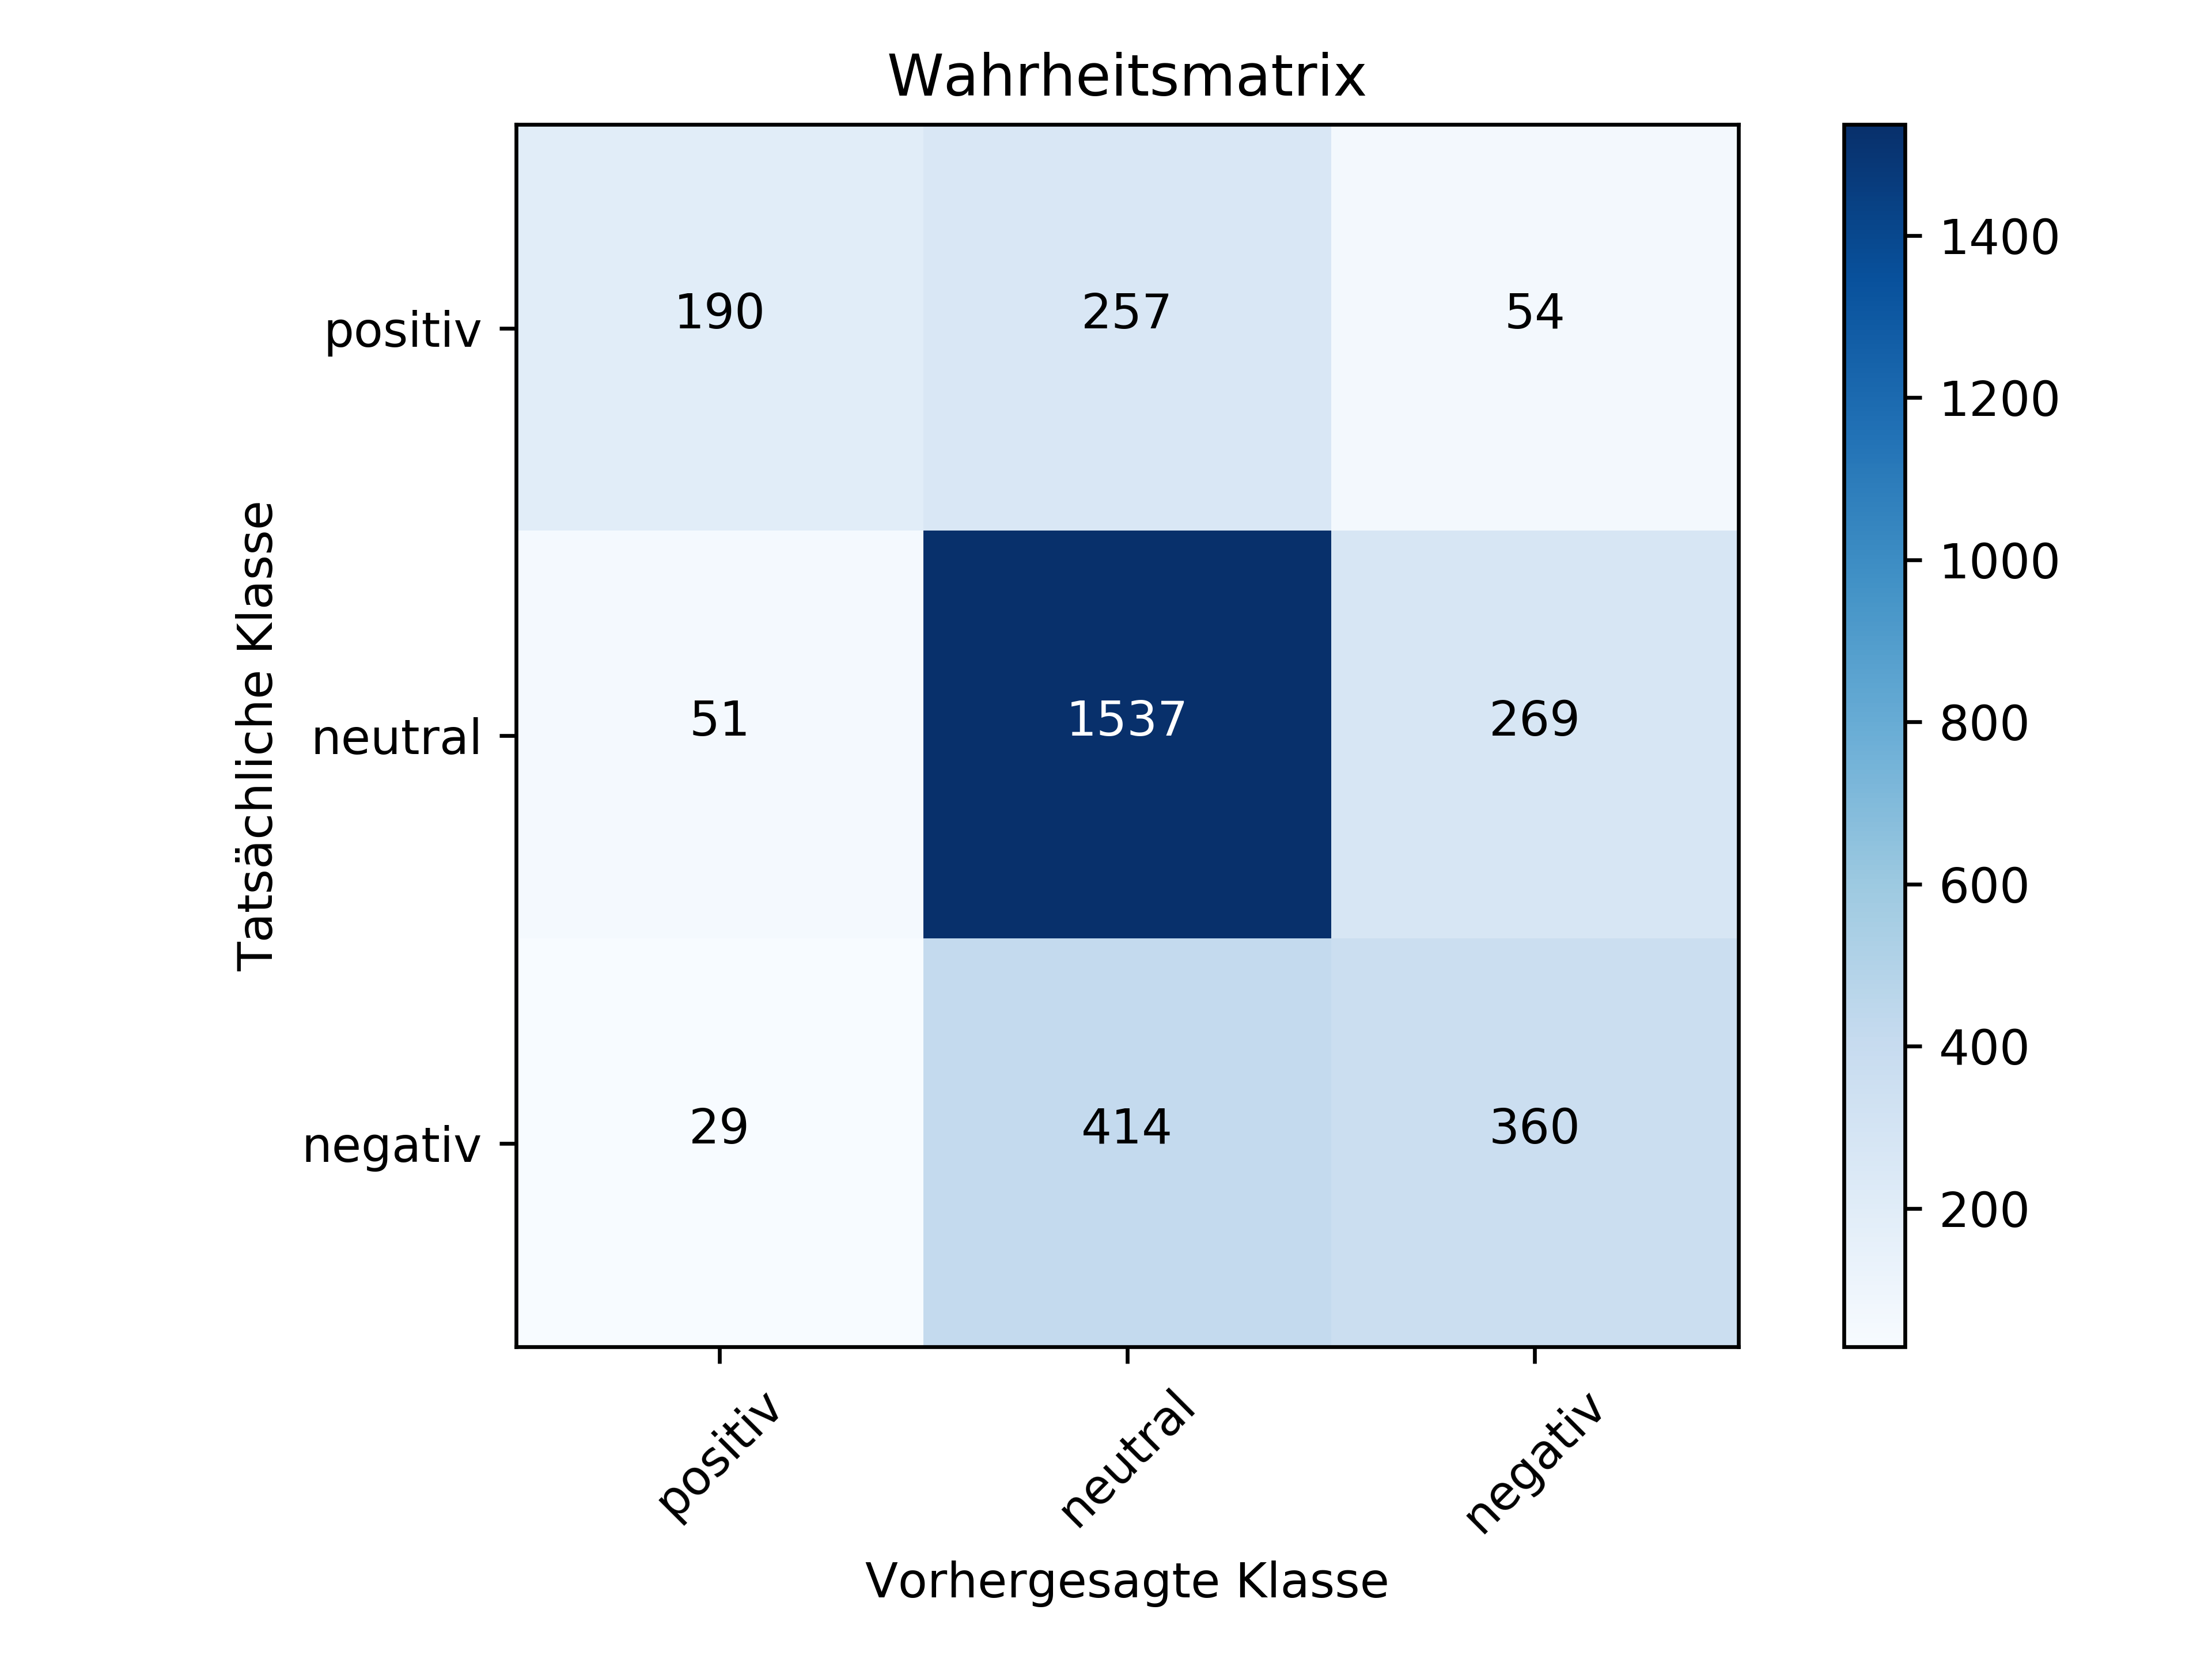 Wahrheitsmatrix
Tatsächliche Klasse
positiv 190 257 54
neutral 51 1537 269
negativ 29 414 360
positiv neutral negativ
Vorhergesagte Klasse
1400
1200
1000
800
600
400
200